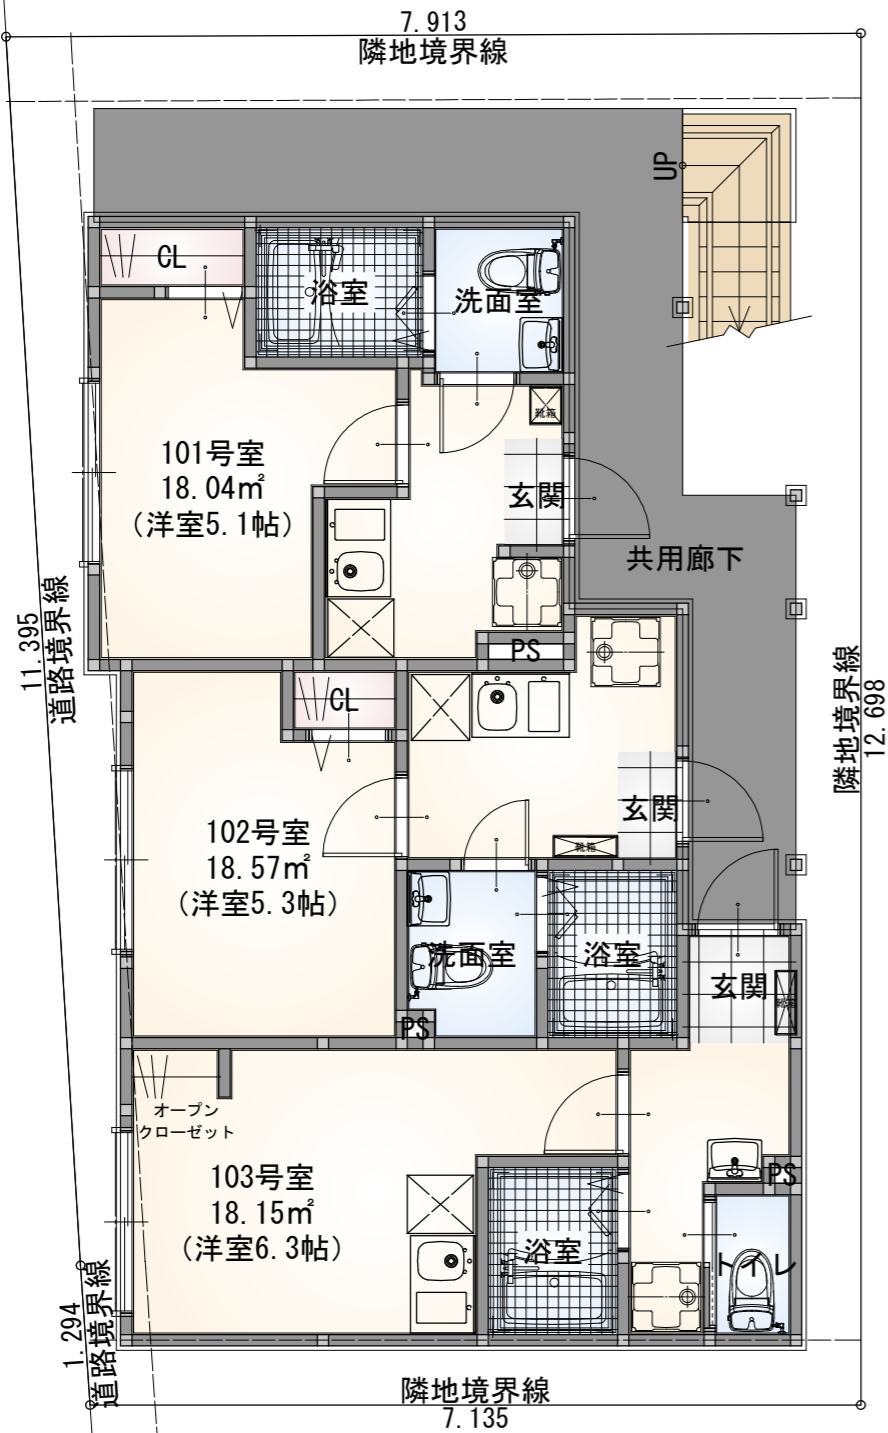 7.913
隣地境界線
UP
CL
浴室
洗面室
靴箱
101号室
18.04㎡
(洋室5.1帖)
玄関
共用廊下
PS
11.395
道路境界線
CL
隣地境界線
12.698
玄関
靴箱
102号室
18.57㎡
(洋室5.3帖)
洗面室
浴室
PS
玄関
靴箱
オープン
クローゼット
103号室
18.15㎡
(洋室6.3帖)
PS
浴室
トイレ
1.294
道路境界線
隣地境界線
7.135